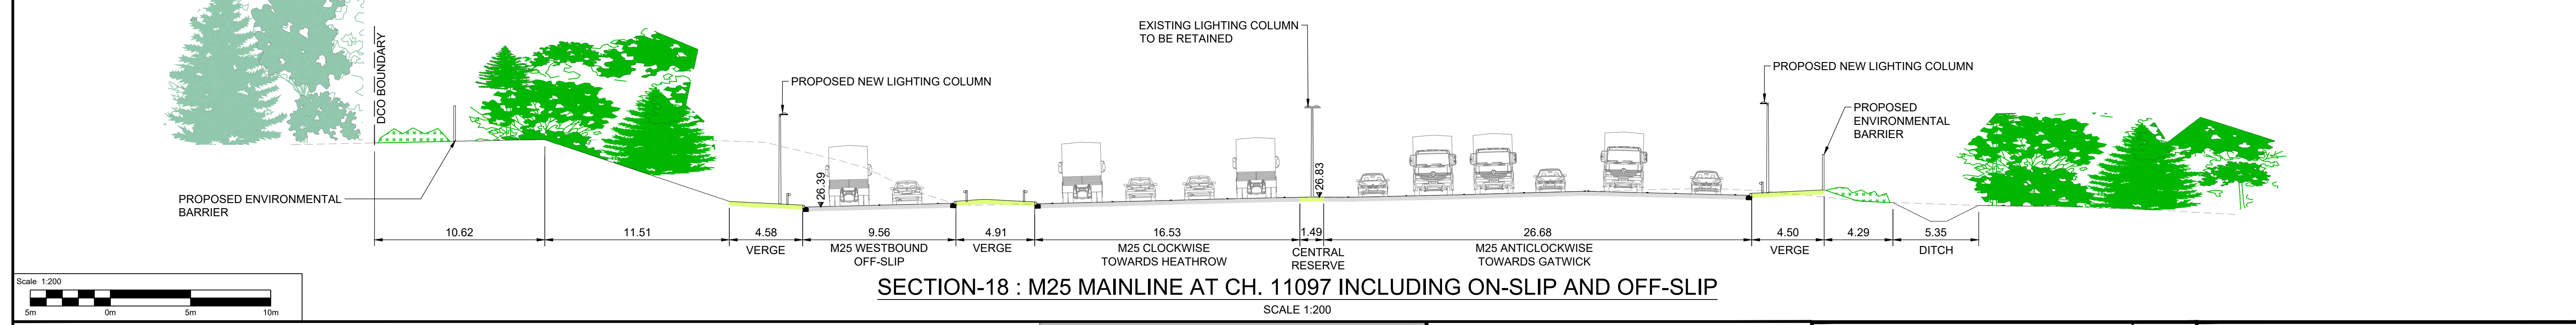 DCO BOUNDARY
PROPOSED ENVIRONMENTAL
BARRIER
PROPOSED NEW LIGHTING COLUMN
EXISTING LIGHTING COLUMN
TO BE RETAINED
PROPOSED NEW LIGHTING COLUMN
PROPOSED
ENVIRONMENTAL
BARRIER
26.39
26.83
10.62
11.51
4.58
VERGE
9.56
M25 WESTBOUND
OFF-SLIP
4.91
VERGE
16.53
M25 CLOCKWISE
TOWARDS HEATHROW
1.49
CENTRAL
RESERVE
26.68
M25 ANTICLOCKWISE
TOWARDS GATWICK
4.50
VERGE
4.29
5.35
DITCH
SECTION-18 : M25 MAINLINE AT CH. 11097 INCLUDING ON-SLIP AND OFF-SLIP
SCALE 1:200
Scale 1:200
5m 0m 5m 10m